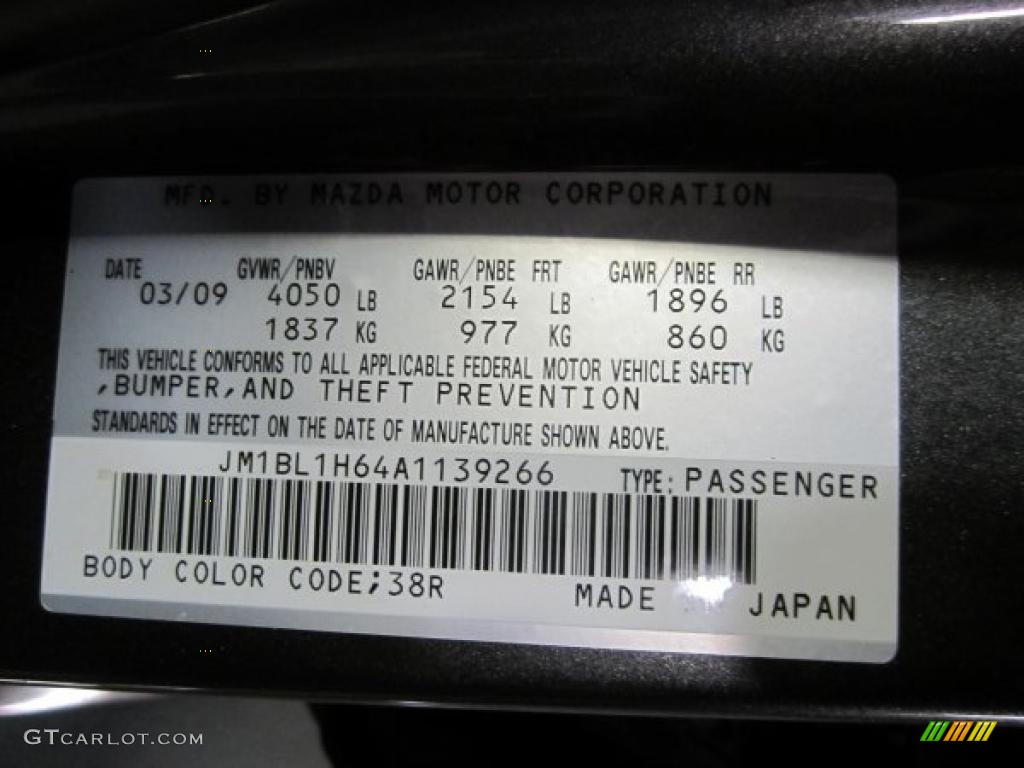 MFD. BY MAZDA MOTOR CORPORATION
DATE GVWR/PNBV GAWR/PNBE FRT GAWR/PNBE RR
03/09 4050 LB 2154 LB 1896 LB
1837 KG 977 KG 860 KG
THIS VEHICLE CONFORMS TO ALL APPLICABLE FEDERAL MOTOR VEHICLE SAFETY
,BUMPER,AND THEFT PREVENTION
STANDARDS IN EFFECT ON THE DATE OF MANUFACTURE SHOWN ABOVE.
JM1BL1H64A1139266 TYPE: PASSENGER
BODY COLOR CODE;38R MADE JAPAN
GTCARLOT.COM